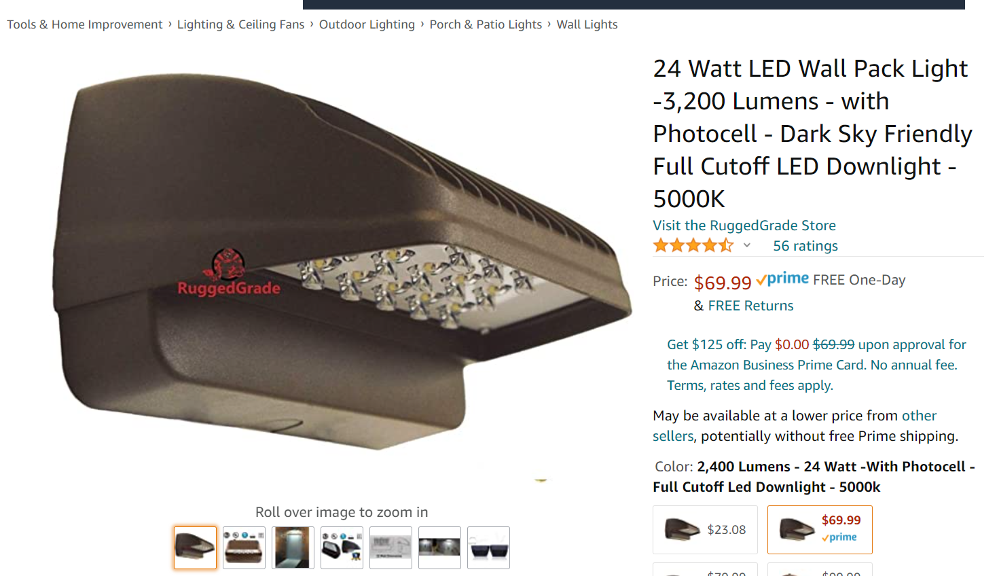 Tools & Home Improvement › Lighting & Ceiling Fans › Outdoor Lighting › Porch & Patio Lights › Wall Lights
RuggedGrade
Roll over image to zoom in
24 Watt LED Wall Pack Light
-3,200 Lumens - with
Photocell - Dark Sky Friendly
Full Cutoff LED Downlight -
5000K
Visit the RuggedGrade Store
56 ratings
Price: $69.99 prime FREE One-Day
& FREE Returns
Get $125 off: Pay $0.00 $69.99 upon approval for
the Amazon Business Prime Card. No annual fee.
Terms, rates and fees apply.
May be available at a lower price from other
sellers, potentially without free Prime shipping.
Color: 2,400 Lumens - 24 Watt -With Photocell -
Full Cutoff Led Downlight - 5000k
$23.08
$69.99
prime